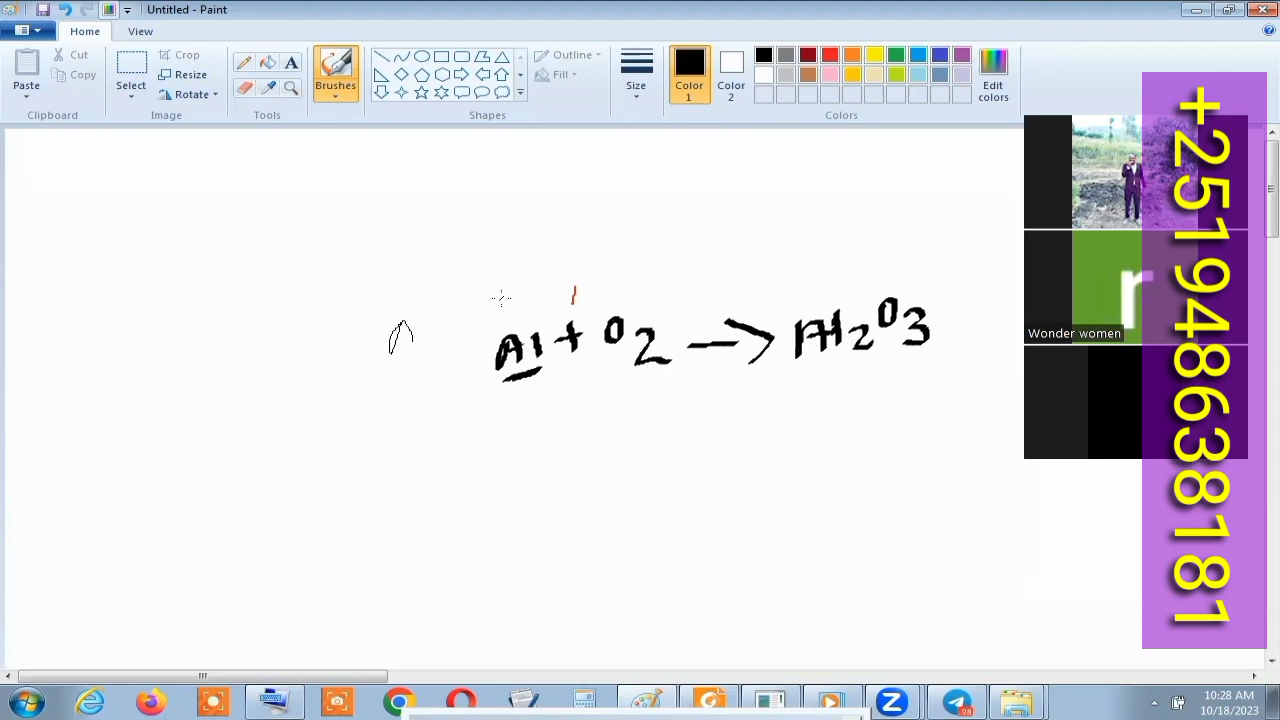 Untitled - Paint
Home
View
Paste
Cut
Copy
Clipboard
Select
Crop
Resize
Rotate
Image
A
Tools
Brushes
Shapes
Outline
Fill
Size
Color 1
Color 2
Edit colors
Colors
Al + O2 → Al2O3
r
Wonder women
+251948638181
98
10:28 AM
10/18/2023